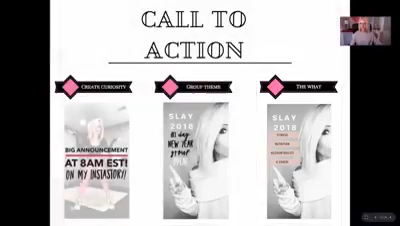 CALL TO
ACTION
CREATE CURIOSITY
GROUP THEME
THE WHAT
BIG ANNOUNCEMENT
AT 8AM EST!
ON MY INSTASTORY!
SLAY
2018
NEW YEAR
group
SLAY
2018